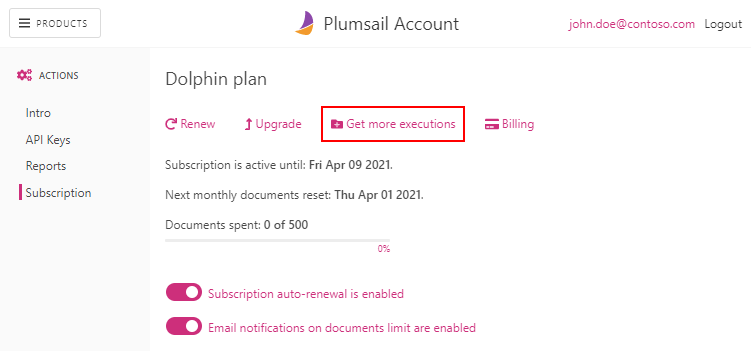 PRODUCTS
Plumsail Account
john.doe@contoso.com Logout
ACTIONS
Intro
API Keys
Reports
Subscription
Dolphin plan
Renew Upgrade Get more executions Billing
Subscription is active until: Fri Apr 09 2021.
Next monthly documents reset: Thu Apr 01 2021.
Documents spent: 0 of 500
0%
Subscription auto-renewal is enabled
Email notifications on documents limit are enabled